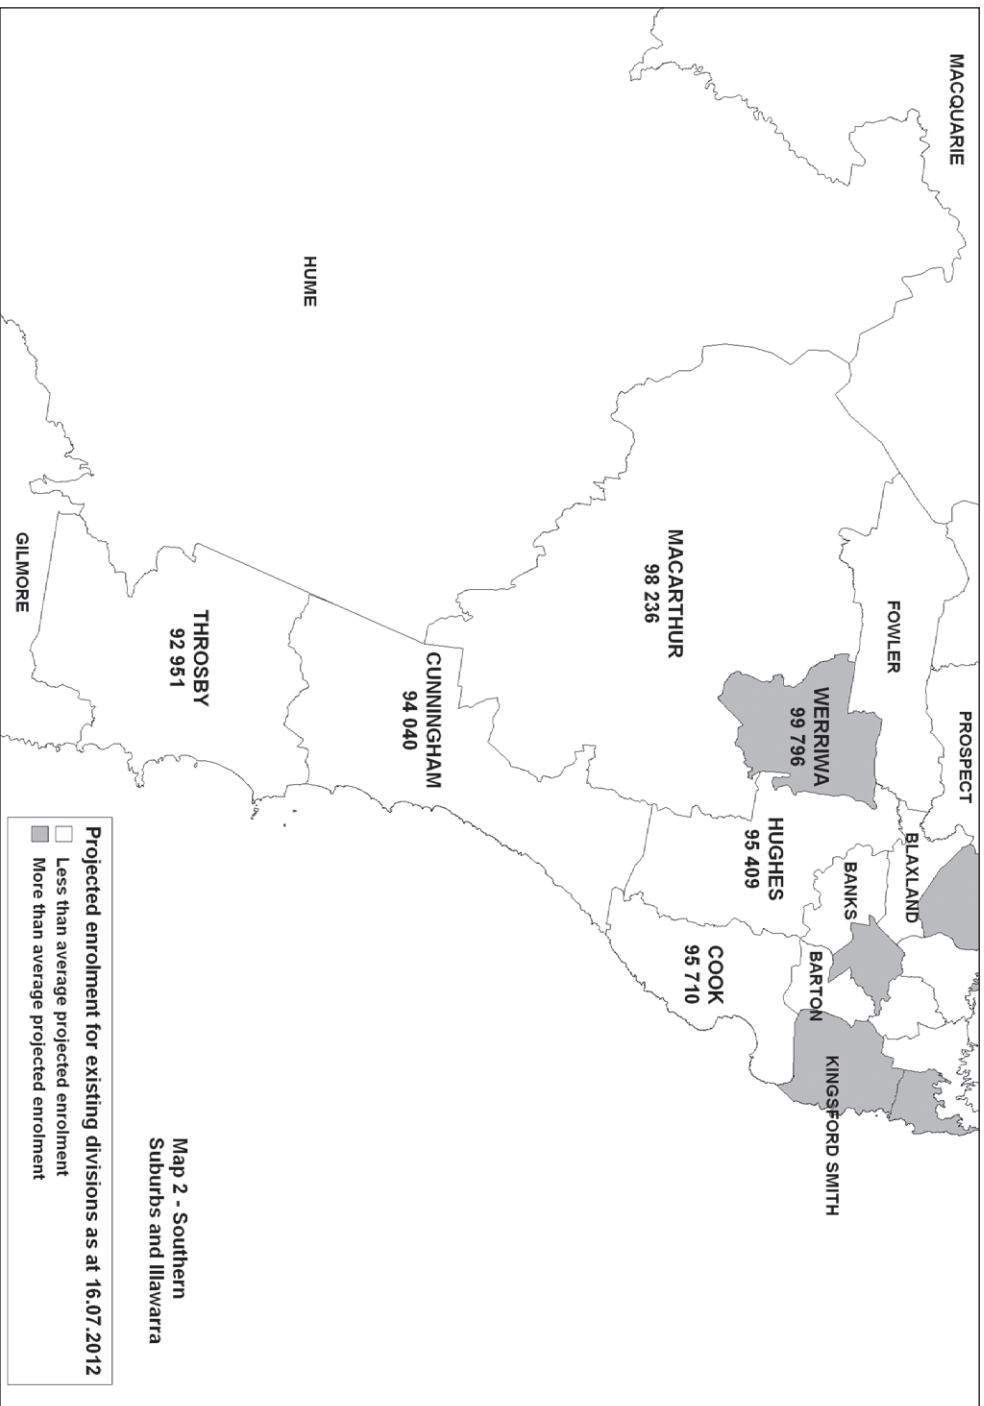 MACQUARIE
PROSPECT
FOWLER
BLAXLAND
BANKS
WERRIWA
99 796
BARTON
KINGSFORD SMITH
HUGHES
95 409
MACARTHUR
98 236
COOK
95 710
CUNNINGHAM
94 040
HUME
THROSBY
92 951
GILMORE
Map 2 - Southern
Suburbs and Illawarra
Projected enrolment for existing divisions as at 16.07.2012
Less than average projected enrolment
More than average projected enrolment